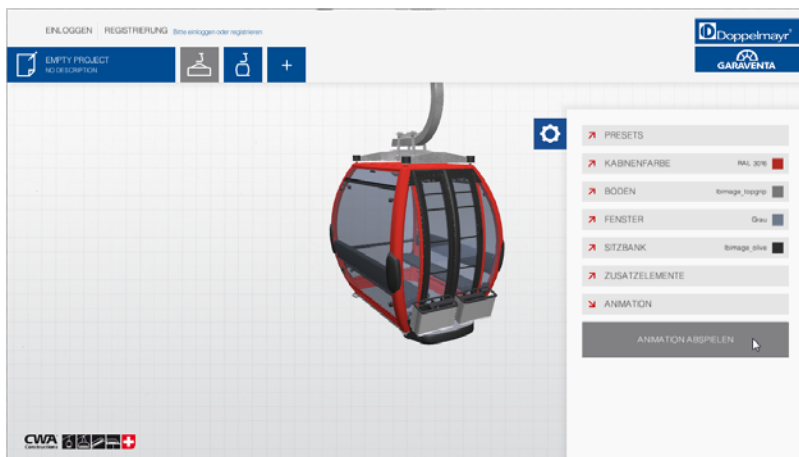 EINLOGGEN REGISTRIERUNG Bitte einloggen oder registrieren
Doppelmayr
GARAVENTA
EMPTY PROJECT
NO DESCRIPTION
+
PRESETS
KABINENFARBE RAL 3016
BODEN lbimage_topgrip
FENSTER Grau
SITZBANK lbimage_olive
ZUSATZELEMENTE
ANIMATION
ANIMATION ABSPIELEN
CWA
Constructions